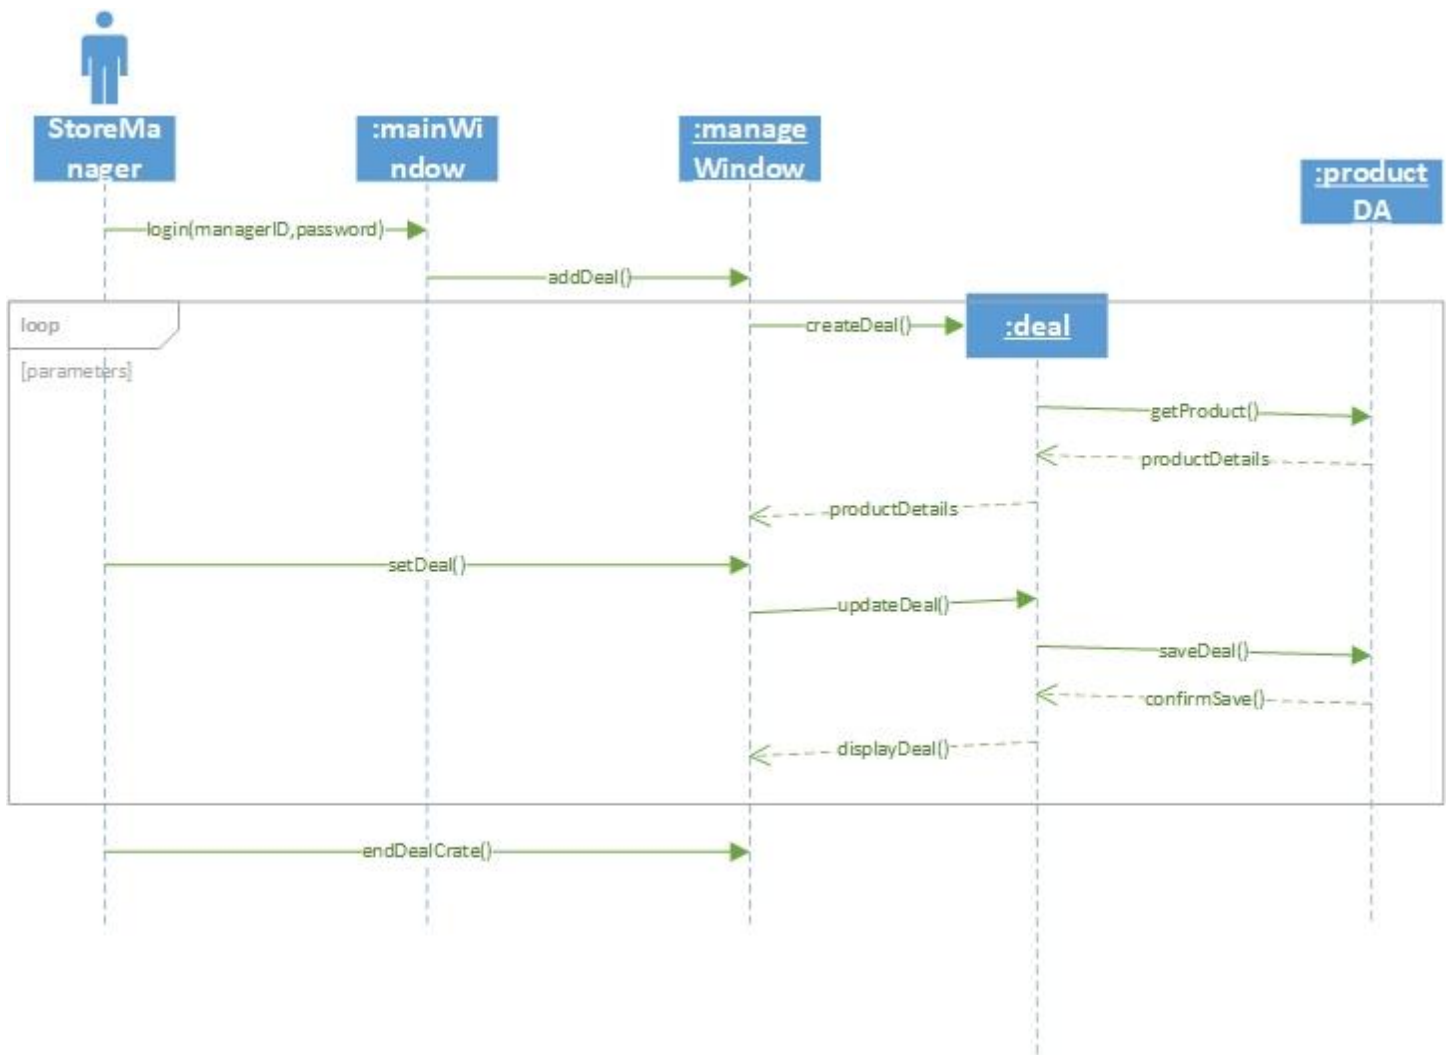 StoreMa
nager
:mainWi
ndow
:manage
Window
:product
DA
login(managerID,password)
addDeal()
loop
createDeal()
:deal
[parameters]
getProduct()
productDetails
productDetails
setDeal()
updateDeal()
saveDeal()
confirmSave()
displayDeal()
endDealCrate()